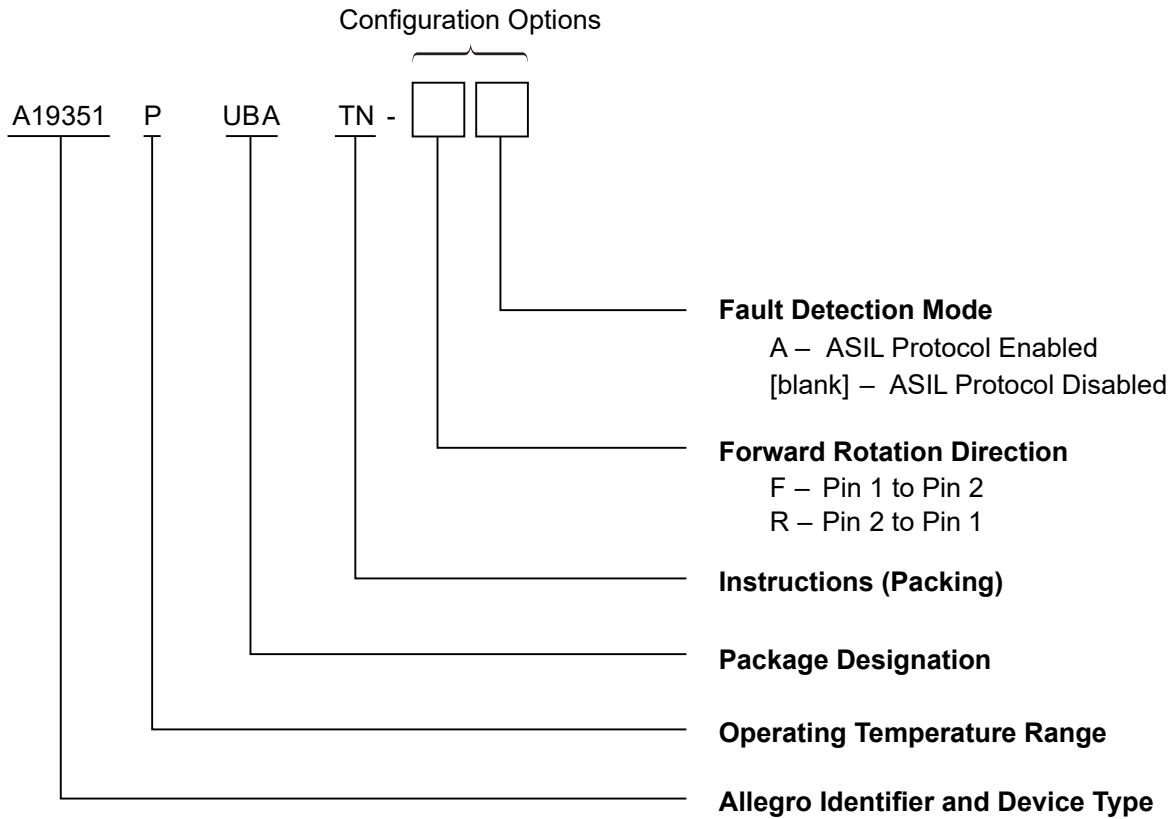 Configuration Options
A19351 P UBA TN -
Fault Detection Mode
A – ASIL Protocol Enabled
[blank] – ASIL Protocol Disabled
Forward Rotation Direction
F – Pin 1 to Pin 2
R – Pin 2 to Pin 1
Instructions (Packing)
Package Designation
Operating Temperature Range
Allegro Identifier and Device Type